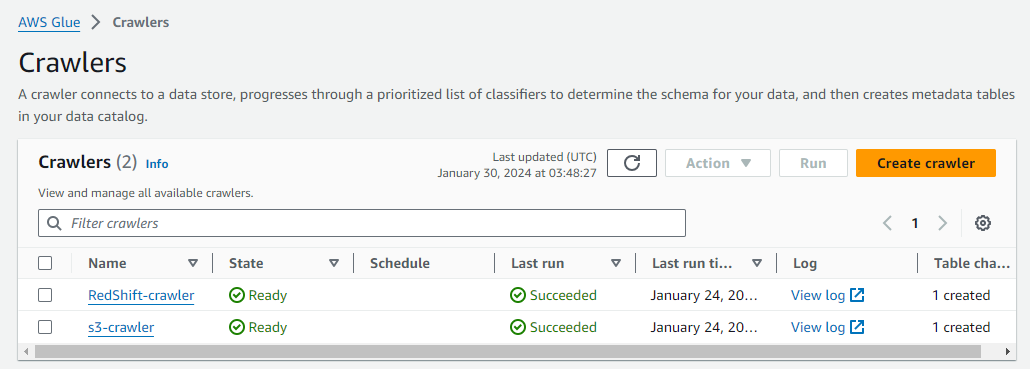 AWS Glue > Crawlers
Crawlers
A crawler connects to a data store, progresses through a prioritized list of classifiers to determine the schema for your data, and then creates metadata tables
in your data catalog.
Crawlers (2) Info
Last updated (UTC)
January 30, 2024 at 03:48:27
Action
Run
Create crawler
View and manage all available crawlers.
Filter crawlers
1
Name State Schedule Last run Last run ti... Log Table cha...
RedShift-crawler Ready Succeeded January 24, 20... View log 1 created
s3-crawler Ready Succeeded January 24, 20... View log 1 created